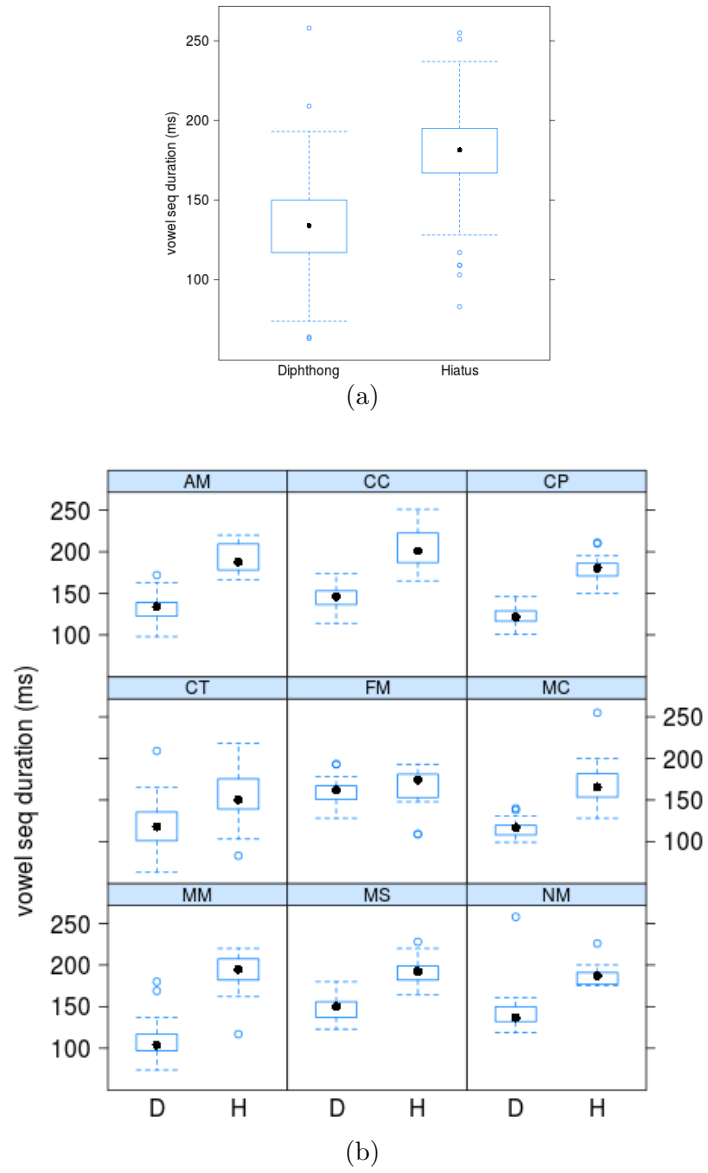 250
200
150
100
vowel seq duration (ms)
Diphthong Hiatus
(a)
AM CC CP
250
200
150
100
CT FM MC
250
200
150
100
vowel seq duration (ms)
MM MS NM
250
200
150
100
D H D H D H
(b)